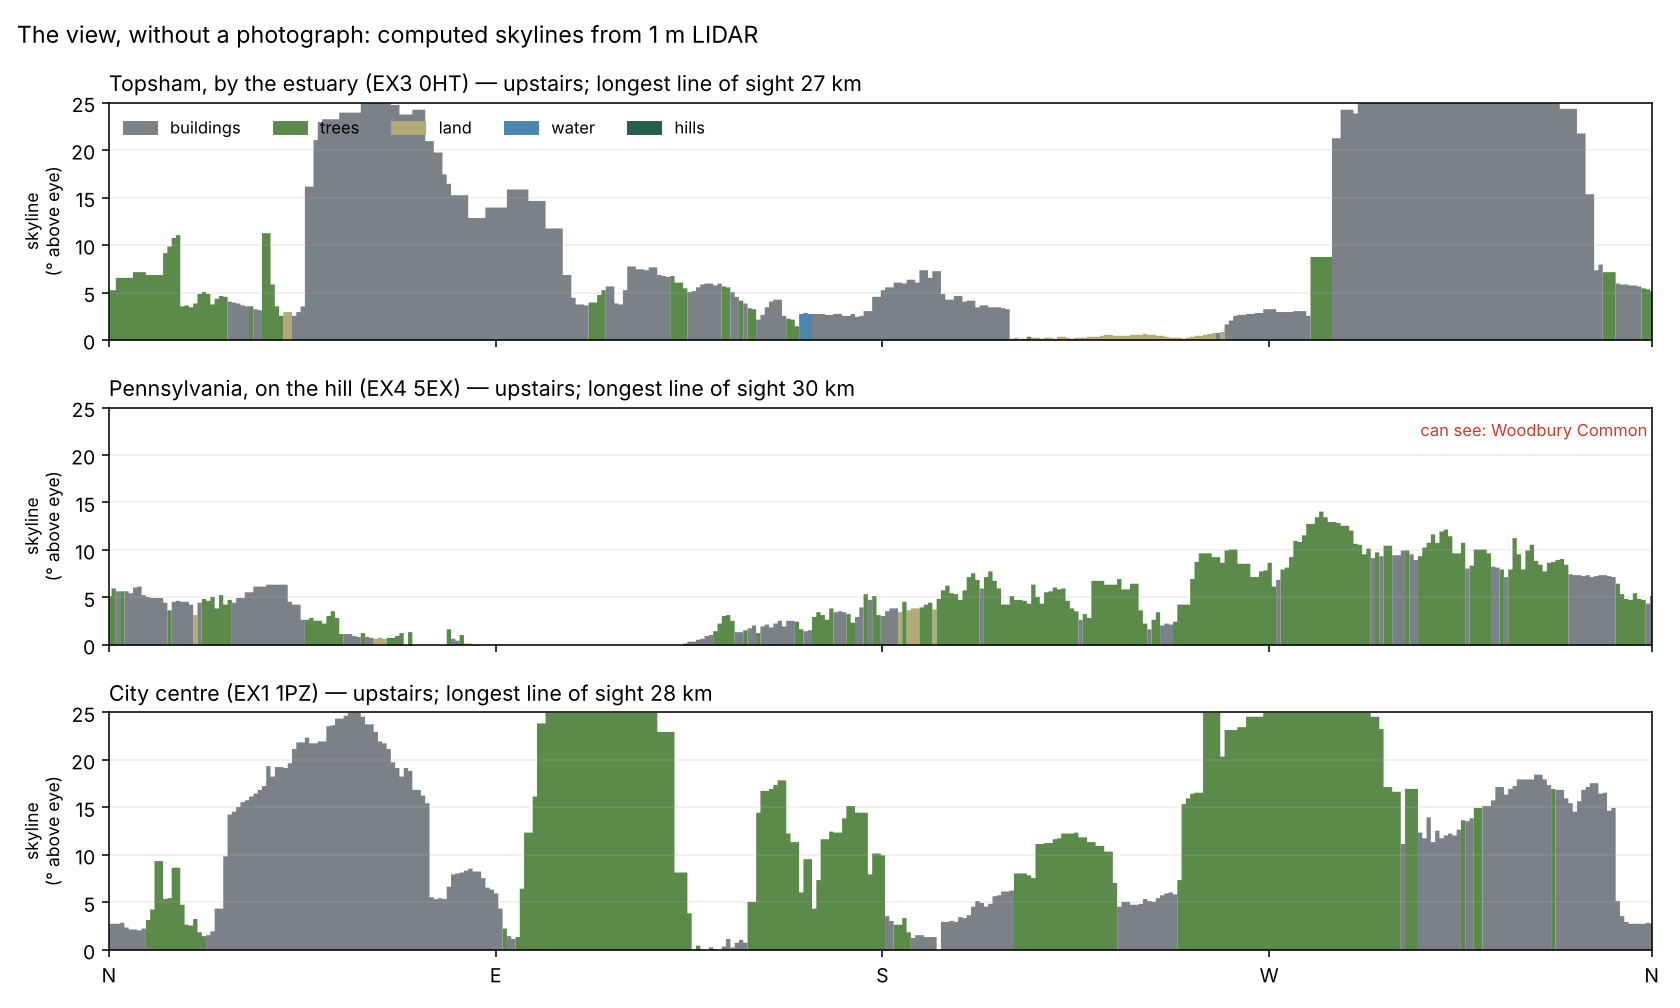 The view, without a photograph: computed skylines from 1 m LIDAR
Topsham, by the estuary (EX3 0HT) — upstairs; longest line of sight 27 km
buildings trees land water hills
skyline
(° above eye)
25
20
15
10
5
0
Pennsylvania, on the hill (EX4 5EX) — upstairs; longest line of sight 30 km
can see: Woodbury Common
skyline
(° above eye)
25
20
15
10
5
0
City centre (EX1 1PZ) — upstairs; longest line of sight 28 km
skyline
(° above eye)
25
20
15
10
5
0
N E S W N